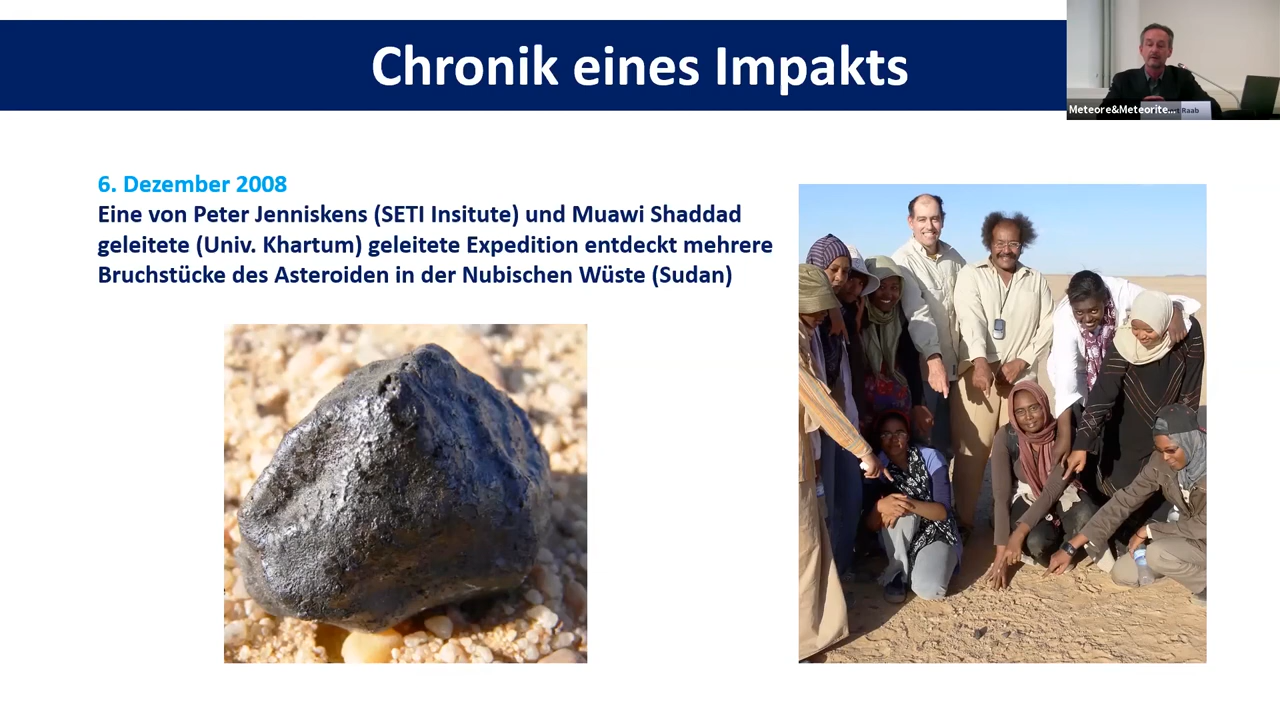 Chronik eines Impakts
Meteore&Meteorite...
Raab
6. Dezember 2008
Eine von Peter Jenniskens (SETI Insitute) und Muawi Shaddad
geleitete (Univ. Khartum) geleitete Expedition entdeckt mehrere
Bruchstücke des Asteroiden in der Nubischen Wüste (Sudan)